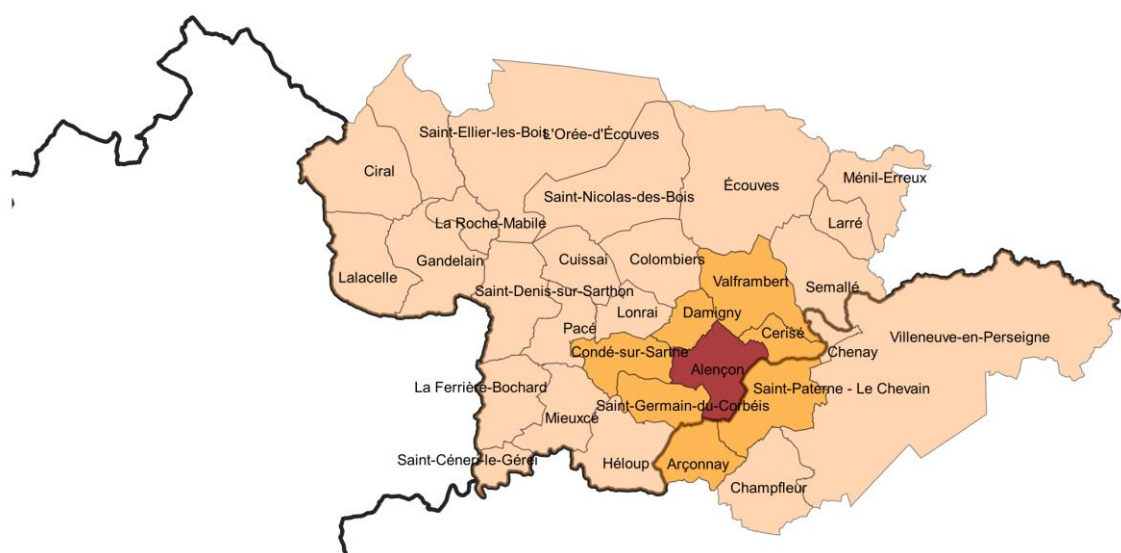 Saint-Ellier-les-Bois
L'Orée-d'Écouves
Ciral
Écouves
Ménil-Erreux
Saint-Nicolas-des-Bois
La Roche-Mabile
Larré
Gandelain
Cuissai
Colombiers
Lalacelle
Valframbert
Semallé
Saint-Denis-sur-Sarthon
Lonrai
Damigny
Pacé
Cerisé
Villeneuve-en-Perseigne
Condé-sur-Sarthe
Chenay
Alençon
La Ferrière-Bochard
Saint-Paterne - Le Chevain
Saint-Germain-du-Corbéis
Mieuxcé
Saint-Céneri-le-Gérei
Héloup
Arçonnay
Champfleur